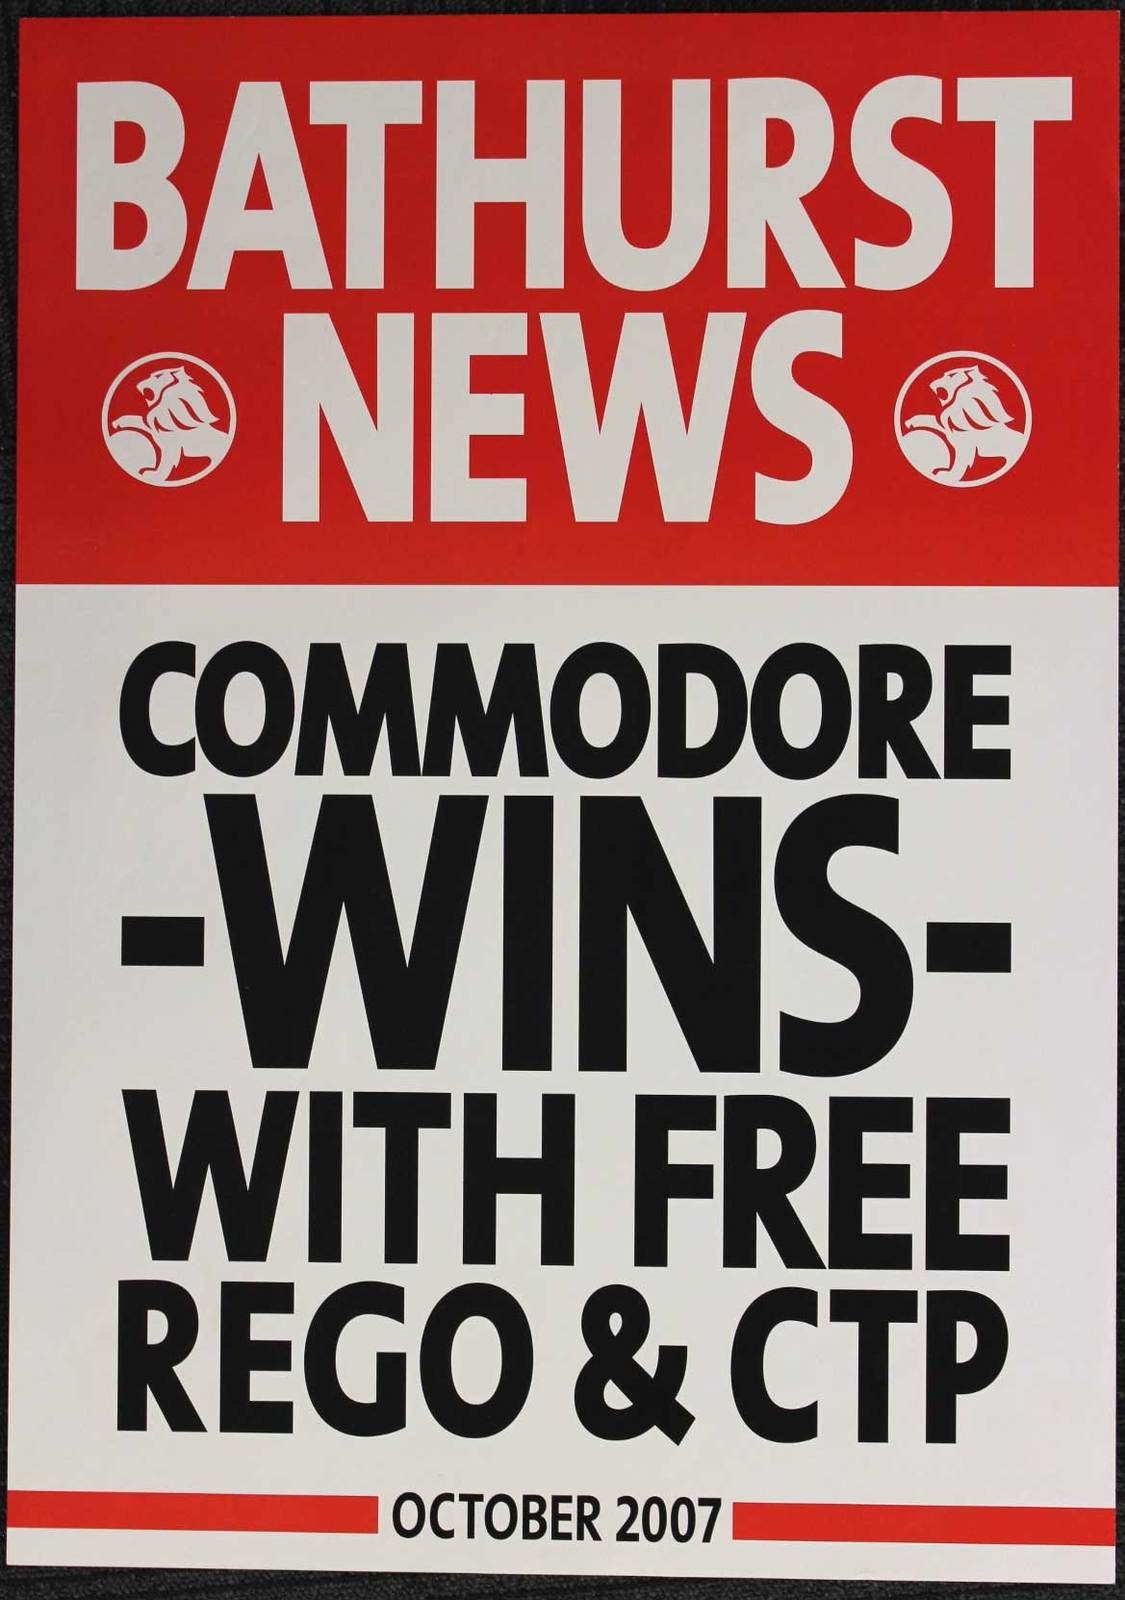 BATHURST
NEWS
COMMODORE
-WINS-
WITH FREE
REGO & CTP
OCTOBER 2007